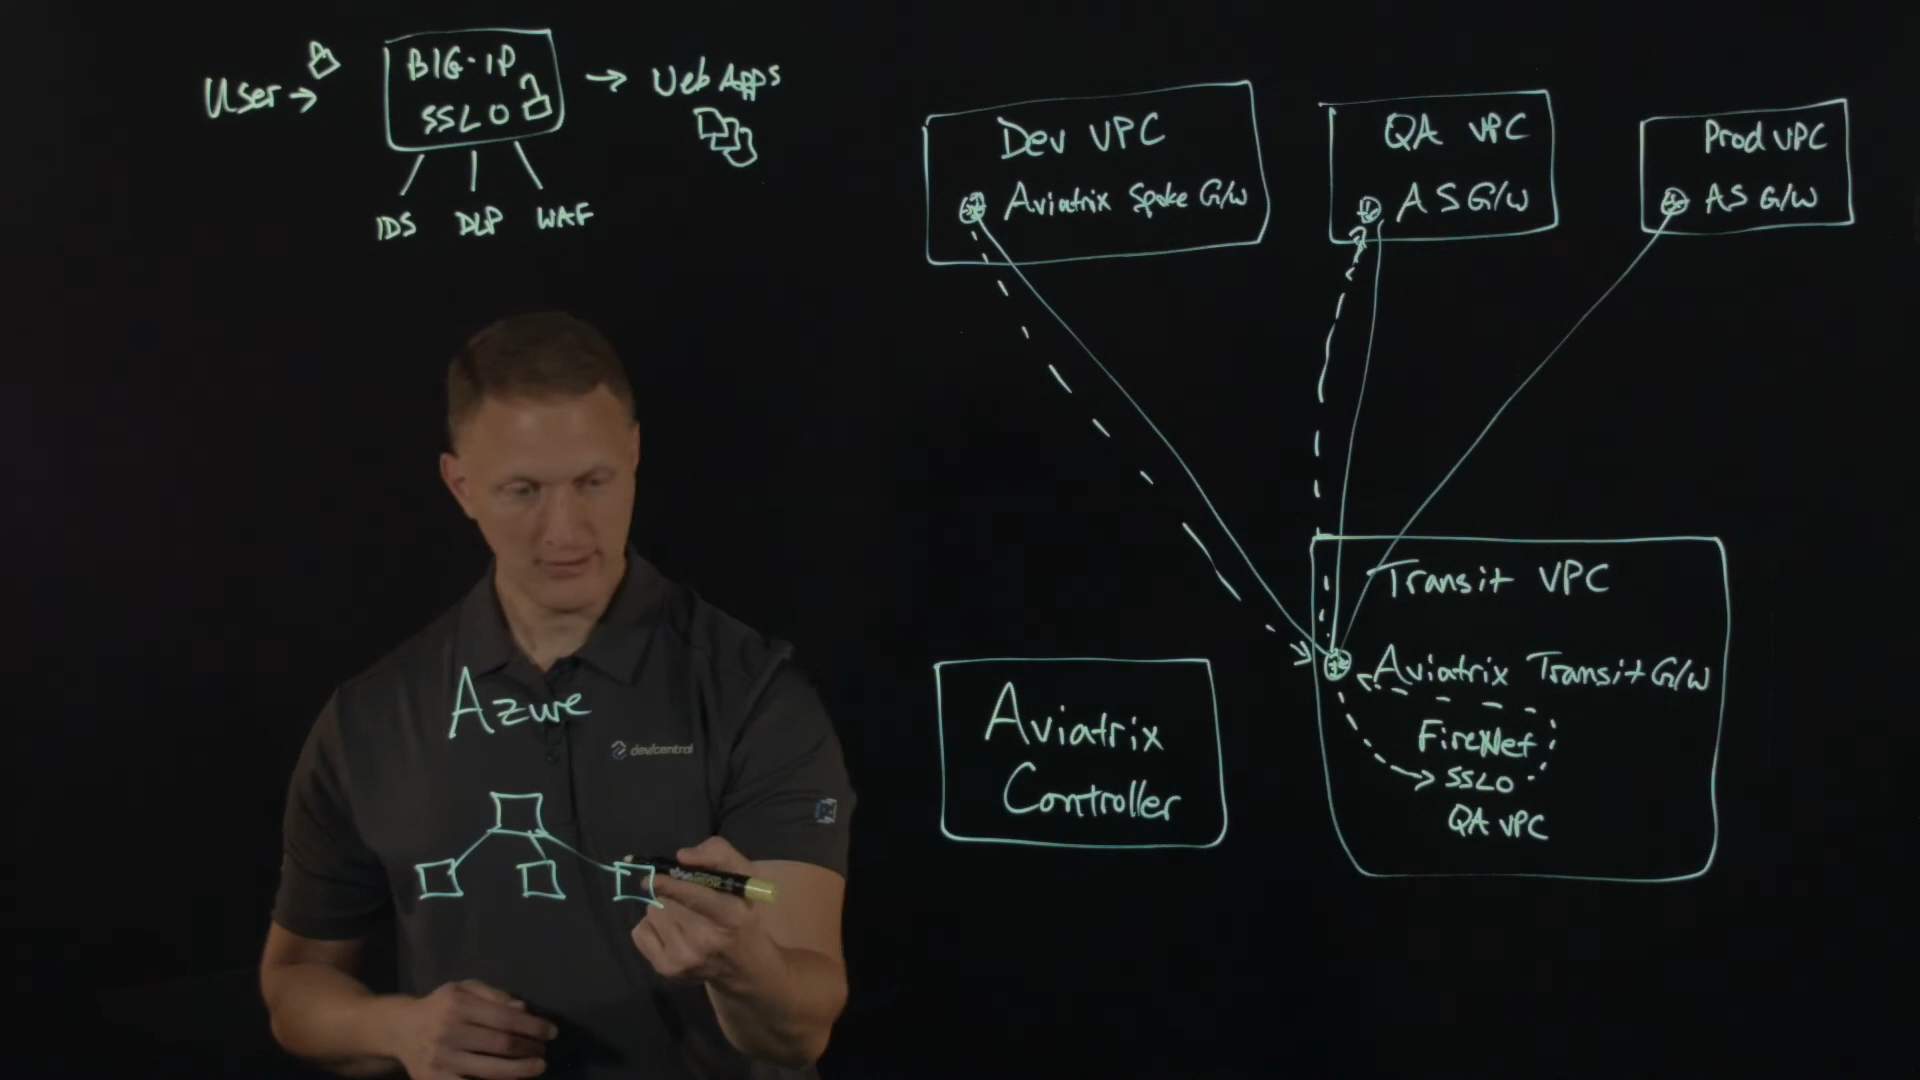 User →
BIG-IP
SSLO
→ Web Apps
IDS DLP WAF
Dev VPC
Aviatrix Spoke G/W
QA VPC
AS G/W
Prod VPC
AS G/W
Transit VPC
Aviatrix Transit G/W
FireNet
SSLO
QA VPC
Aviatrix
Controller
Azure
devcentral